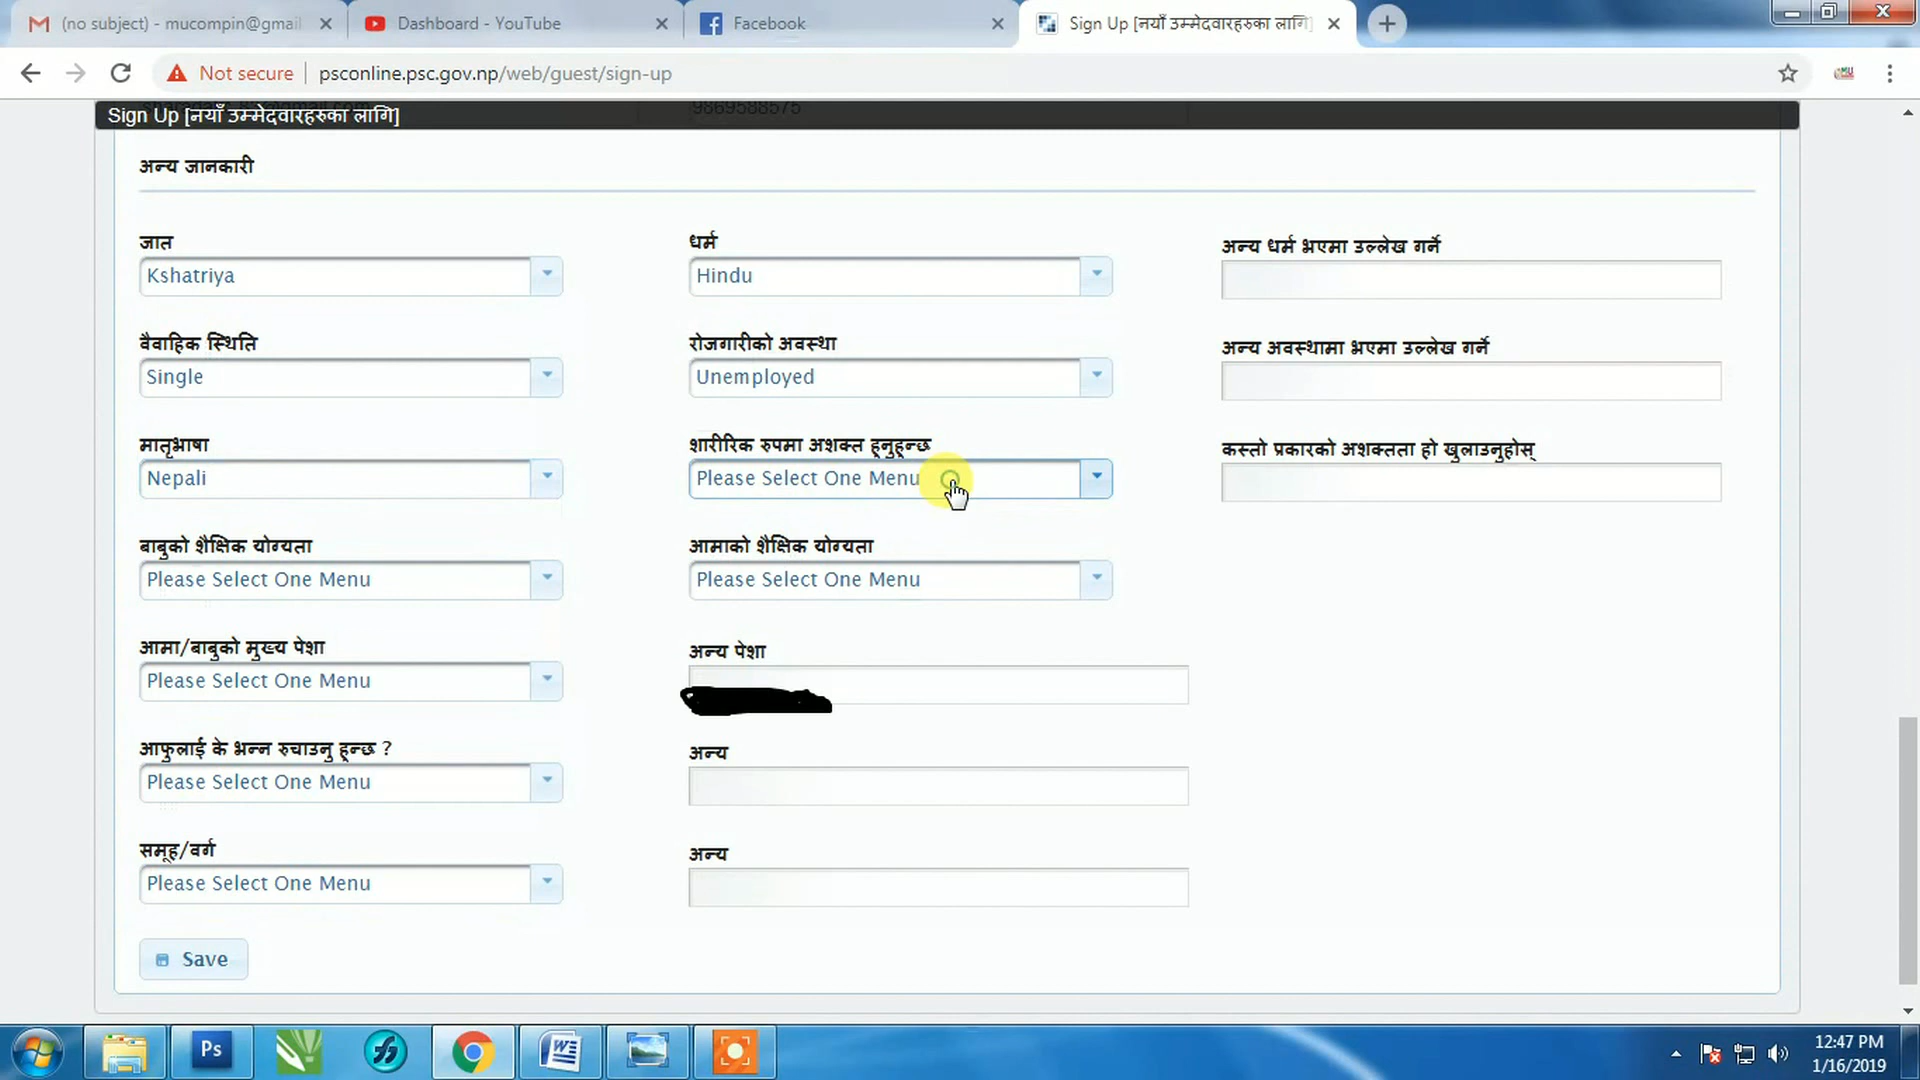 (no subject) - mucompin@gmail
Dashboard - YouTube
Facebook
Sign Up [नयाँ उम्मेदवारहरुका लागि]
Not secure
psconline.psc.gov.np/web/guest/sign-up
9869588575
Sign Up [नयाँ उम्मेदवारहरुका लागि]
अन्य जानकारी
जात
धर्म
अन्य धर्म भएमा उल्लेख गर्ने
Kshatriya
Hindu
वैवाहिक स्थिति
रोजगारीको अवस्था
अन्य अवस्थामा भएमा उल्लेख गर्ने
Single
Unemployed
मातृभाषा
शारीरिक रुपमा अशक्त हूनुहून्छ
कस्तो प्रकारको अशक्तता हो खुलाउनुहोस्
Nepali
Please Select One Menu
बाबुको शैक्षिक योग्यता
आमाको शैक्षिक योग्यता
Please Select One Menu
Please Select One Menu
आमा/बाबुको मुख्य पेशा
अन्य पेशा
Please Select One Menu
आफुलाई के भन्न रुचाउनु हून्छ ?
अन्य
Please Select One Menu
समूह/वर्ग
अन्य
Please Select One Menu
Save
Ps
12:47 PM
1/16/2019